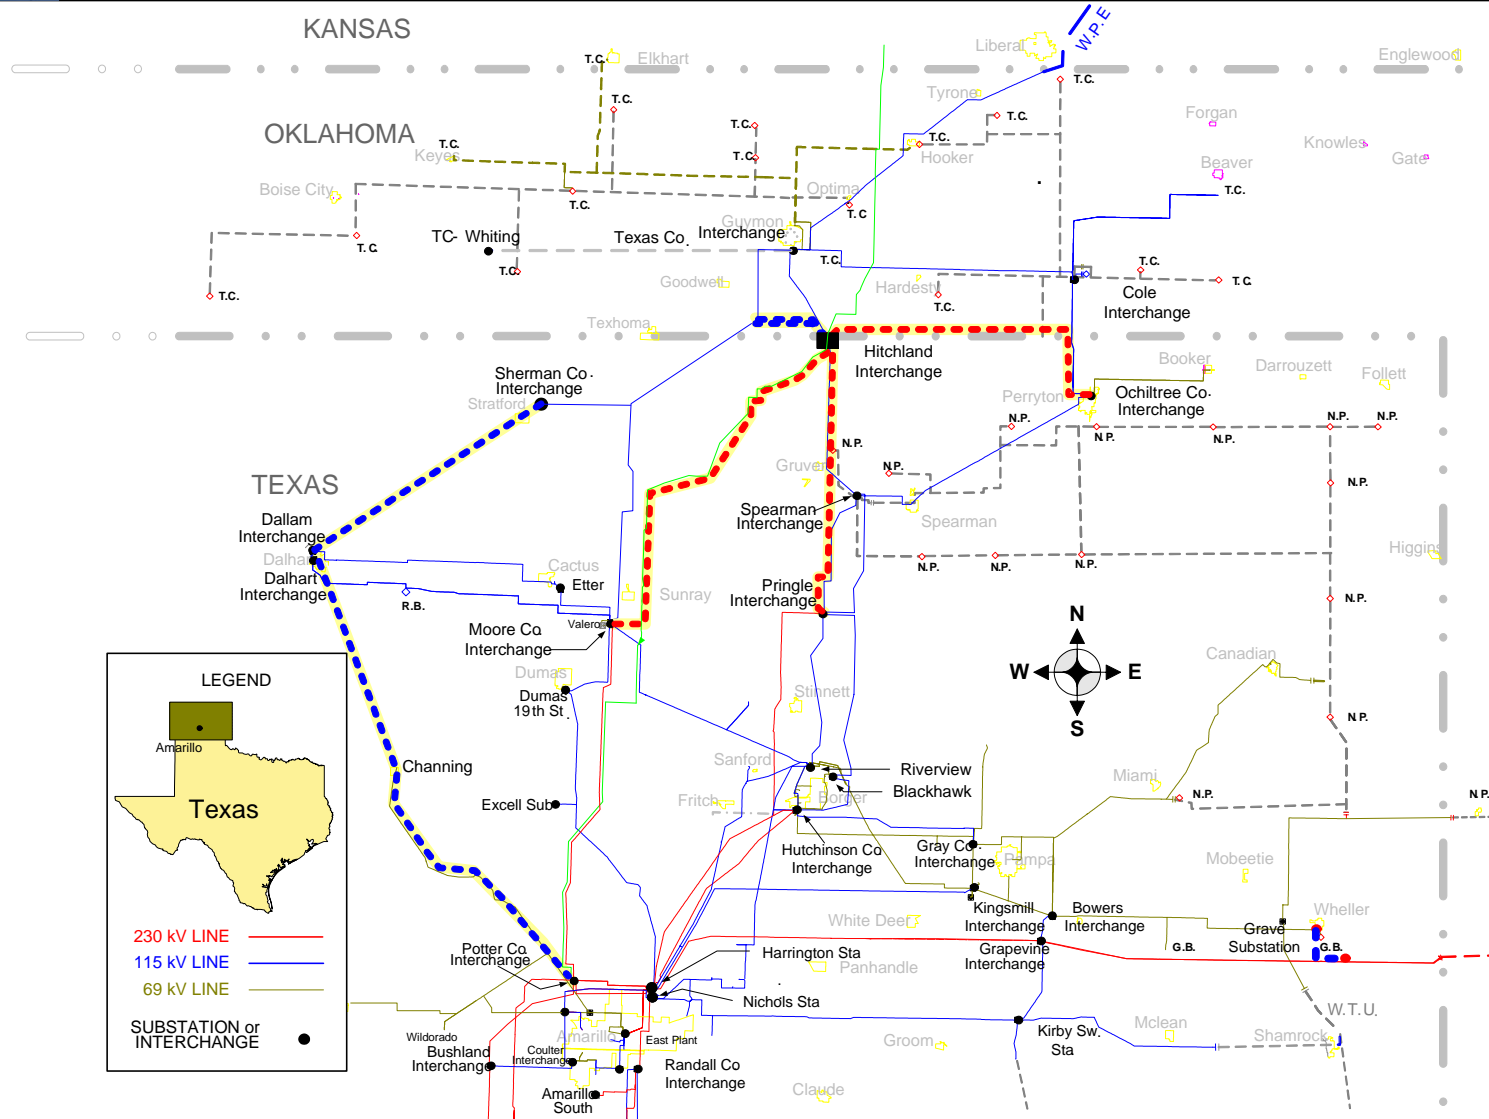 KANSAS
W.P.E
Liberal
Englewood
T.C.
Elkhart
T.C.
Tyrone
T.C.
T.C.
Forgan
OKLAHOMA
T.C.
T.C.
T.C.
Hooker
Knowles
Gate
Keyes
T.C.
Beaver
Boise City
Optima
T.C.
T.C.
T.C
Guymon
Interchange
TC- Whiting
Texas Co.
T.C.
T.C.
T.C.
Goodwell
Hardesty
T.C.
T.C.
T.C.
Cole
Interchange
Texhoma
Hitchland
Interchange
Booker
Darrouzett
Follett
Sherman Co.
Interchange
Stratford
Perryton
Ochiltree Co.
Interchange
N.P.
N.P.
N.P.
N.P.
N.P.
N.P.
Gruver
N.P.
TEXAS
N.P.
Spearman
Interchange
Spearman
Dallam
Interchange
Dalhart
Dalhart
Interchange
Cactus
Etter
N.P.
N.P.
N.P.
Higgins
R.B.
Sunray
Pringle
Interchange
N.P.
Valero
Moore Co.
Interchange
N
W
E
S
Canadian
LEGEND
Amarillo
Texas
230 kV LINE
115 kV LINE
69 kV LINE
SUBSTATION or
INTERCHANGE
Dumas
Dumas
19th St.
Stinnett
N.P.
Channing
Sanford
Riverview
Blackhawk
Miami
N.P.
N.P.
Excell Sub
Fritch
Borger
Hutchinson Co
Interchange
Gray Co.
Interchange
Pampa
Mobeetie
White Deer
Kingsmill
Interchange
Bowers
Interchange
Wheller
Grave
Substation
G.B.
G.B.
Grapevine
Interchange
Potter Co.
Interchange
Harrington Sta
Panhandle
Nichols Sta
W.T.U.
Wildorado
Bushland
Interchange
Coulter
Interchange
Amarillo
East Plant
Groom
Kirby Sw.
Sta
Mclean
Shamrock
Randall Co
Interchange
Amarillo
South
Claude